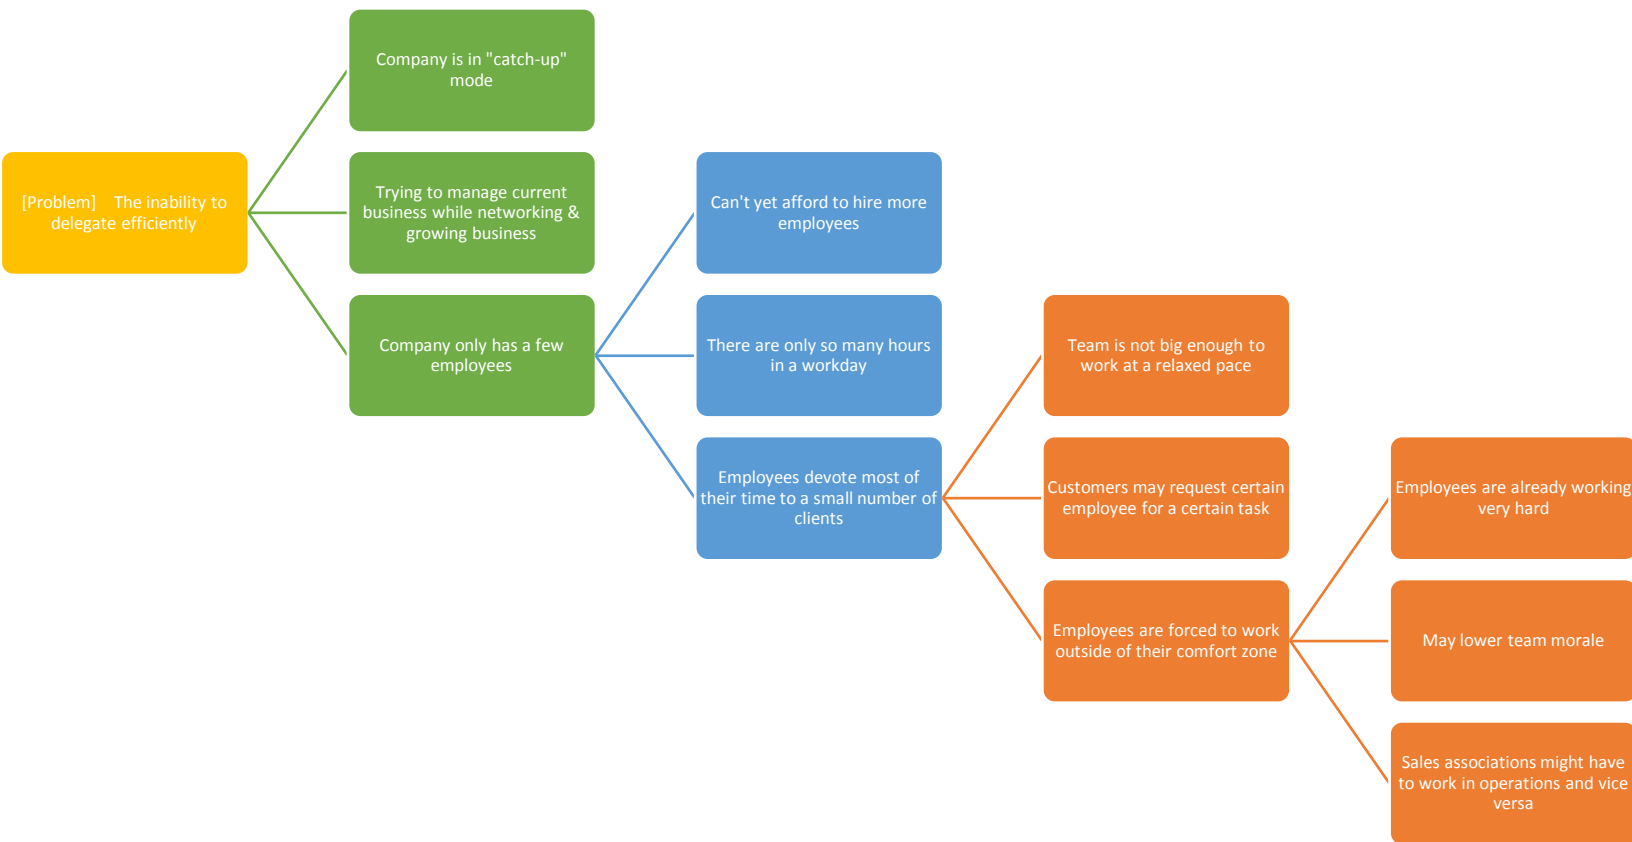 Company is in "catch-up"
mode
[Problem]    The inability to
delegate efficiently
Trying to manage current
business while networking &
growing business
Can't yet afford to hire more
employees
Company only has a few
employees
There are only so many hours
in a workday
Team is not big enough to
work at a relaxed pace
Employees devote most of
their time to a small number of
clients
Customers may request certain
employee for a certain task
Employees are already working
very hard
Employees are forced to work
outside of their comfort zone
May lower team morale
Sales associations might have
to work in operations and vice
versa